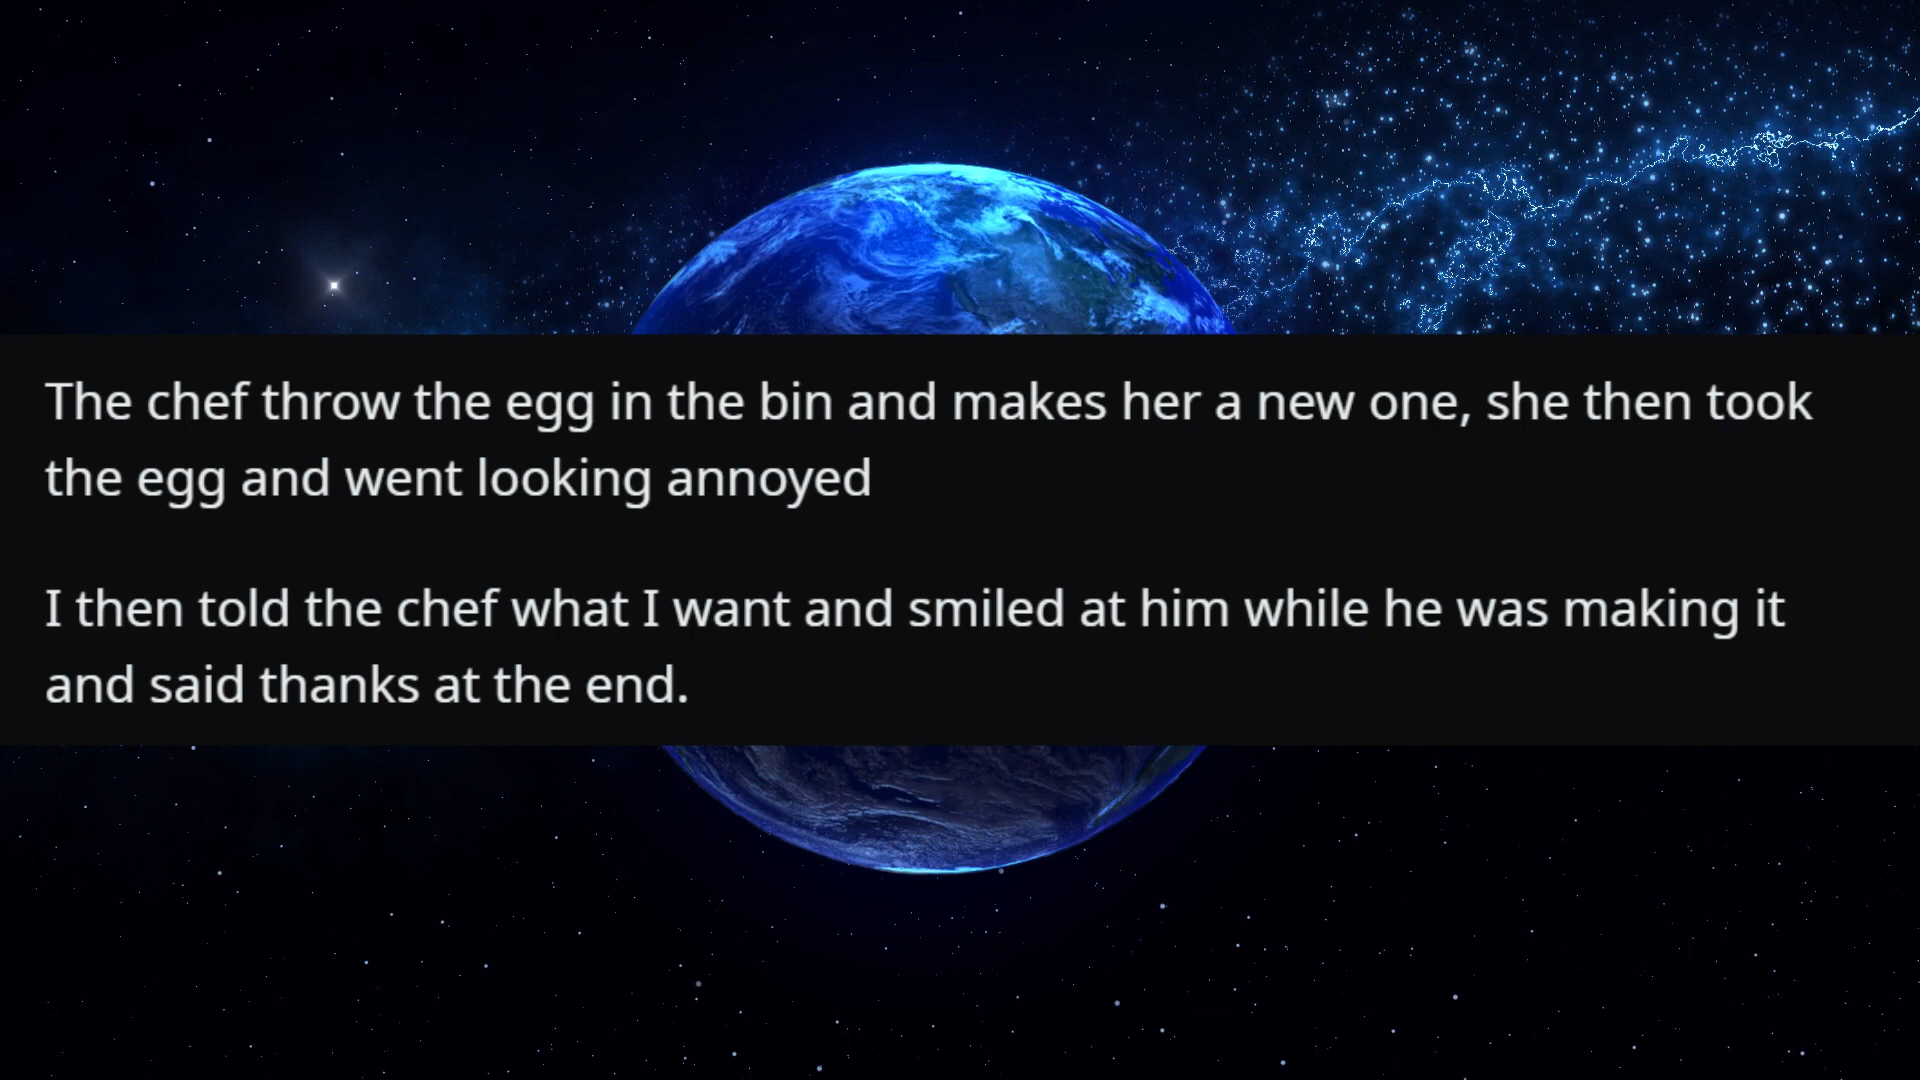 The chef throw the egg in the bin and makes her a new one, she then took
the egg and went looking annoyed
I then told the chef what I want and smiled at him while he was making it
and said thanks at the end.